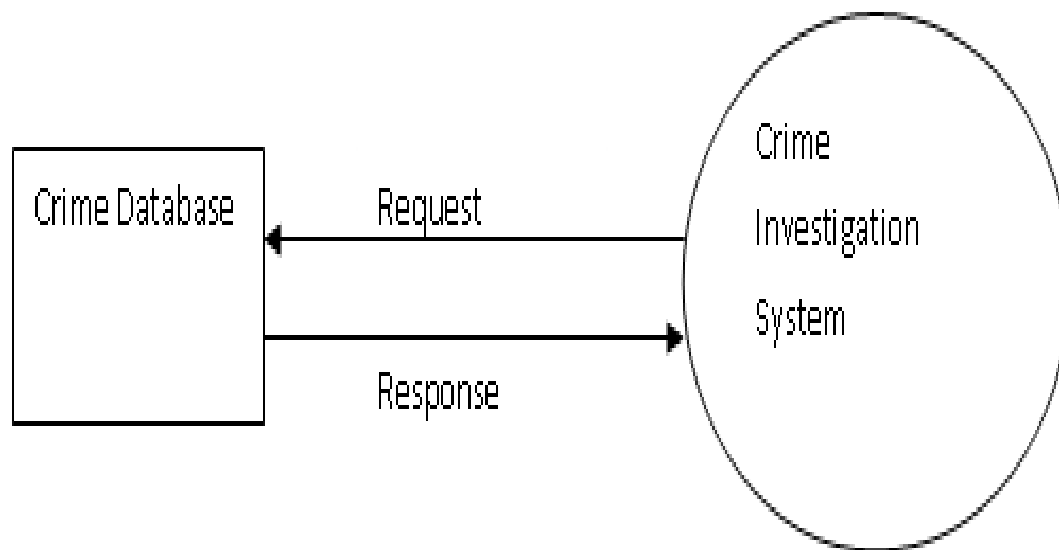 Crime Database
Request
Response
Crime
Investigation
System